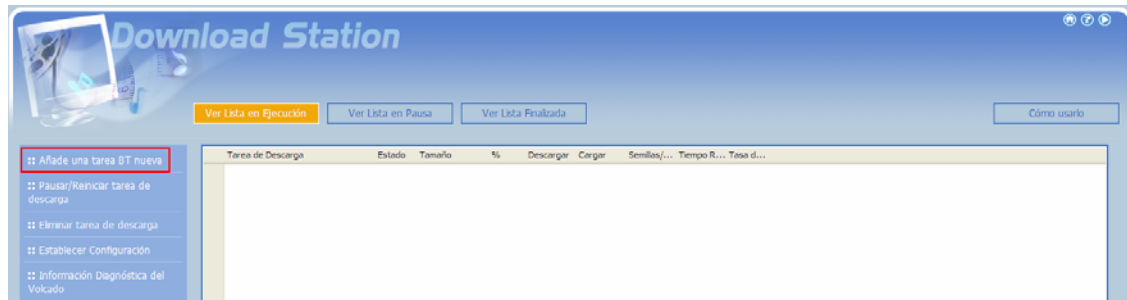 Download Station
Ver Lista en Ejecución Ver Lista en Pausa Ver Lista Finalizada Cómo usarlo
:: Añade una tarea BT nueva
Tarea de Descarga Estado Tamaño % Descargar Cargar Semillas/... Tiempo R... Tasa d...
:: Pausar/Reiniciar tarea de
descarga
:: Eliminar tarea de descarga
:: Establecer Configuración
:: Información Diagnóstica del
Volcado